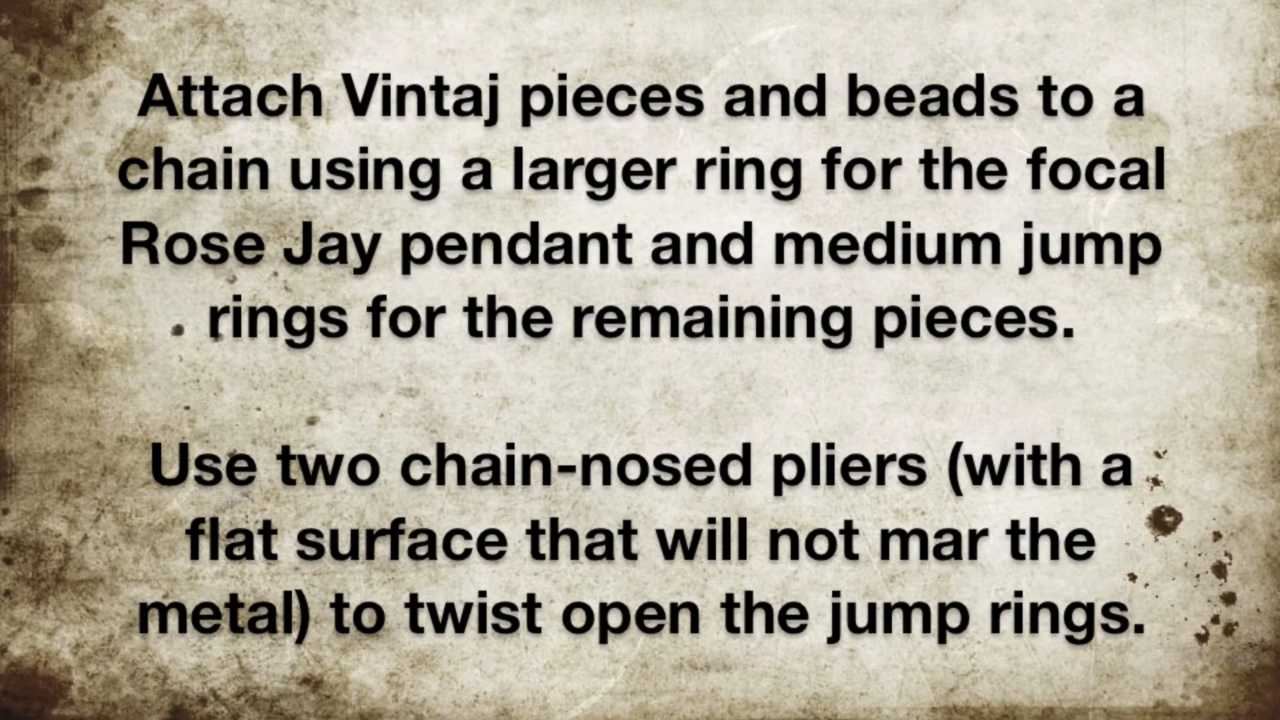 Attach Vintaj pieces and beads to a
chain using a larger ring for the focal
Rose Jay pendant and medium jump
rings for the remaining pieces.
Use two chain-nosed pliers (with a
flat surface that will not mar the
metal) to twist open the jump rings.